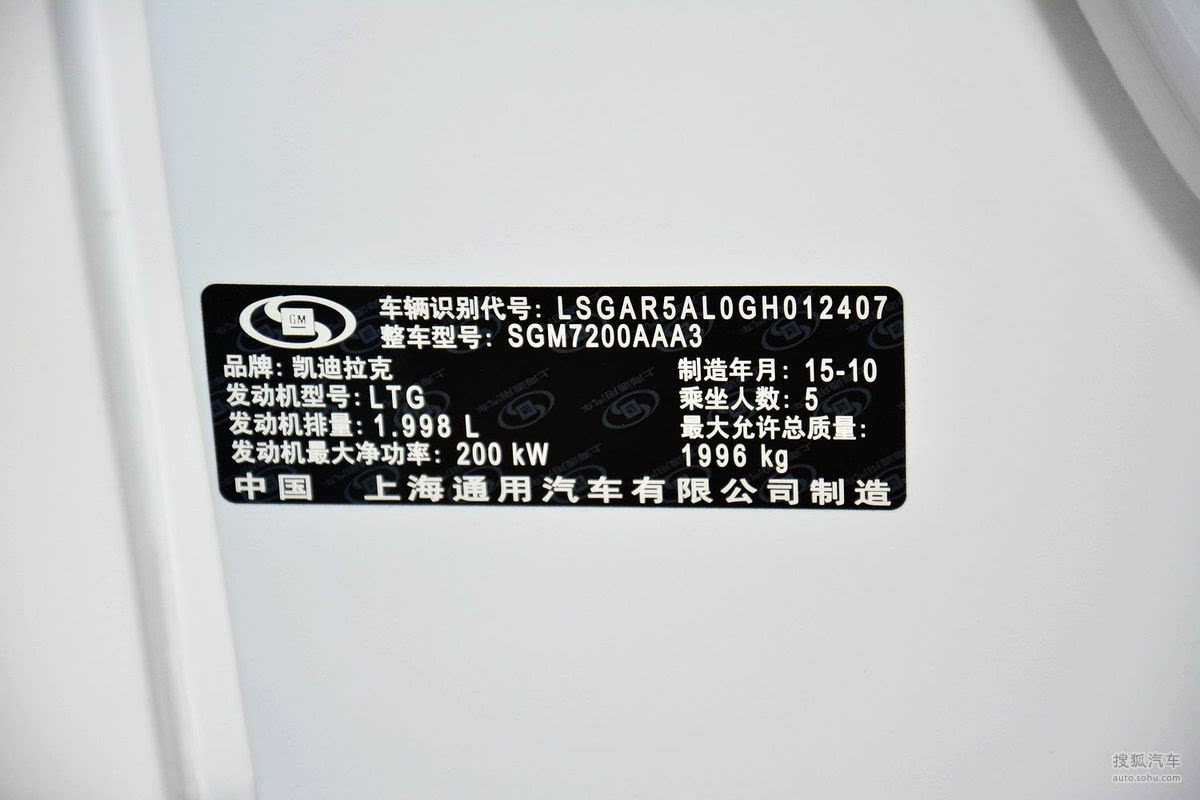 GM
车辆识别代号: LSGAR5AL0GH012407
整车型号: SGM7200AAA3
品牌: 凯迪拉克
制造年月: 15-10
发动机型号: LTG
乘坐人数: 5
发动机排量: 1.998 L
最大允许总质量:
发动机最大净功率: 200 kW
1996 kg
中国 上海通用汽车有限公司制造
搜狐汽车
auto.sohu.com